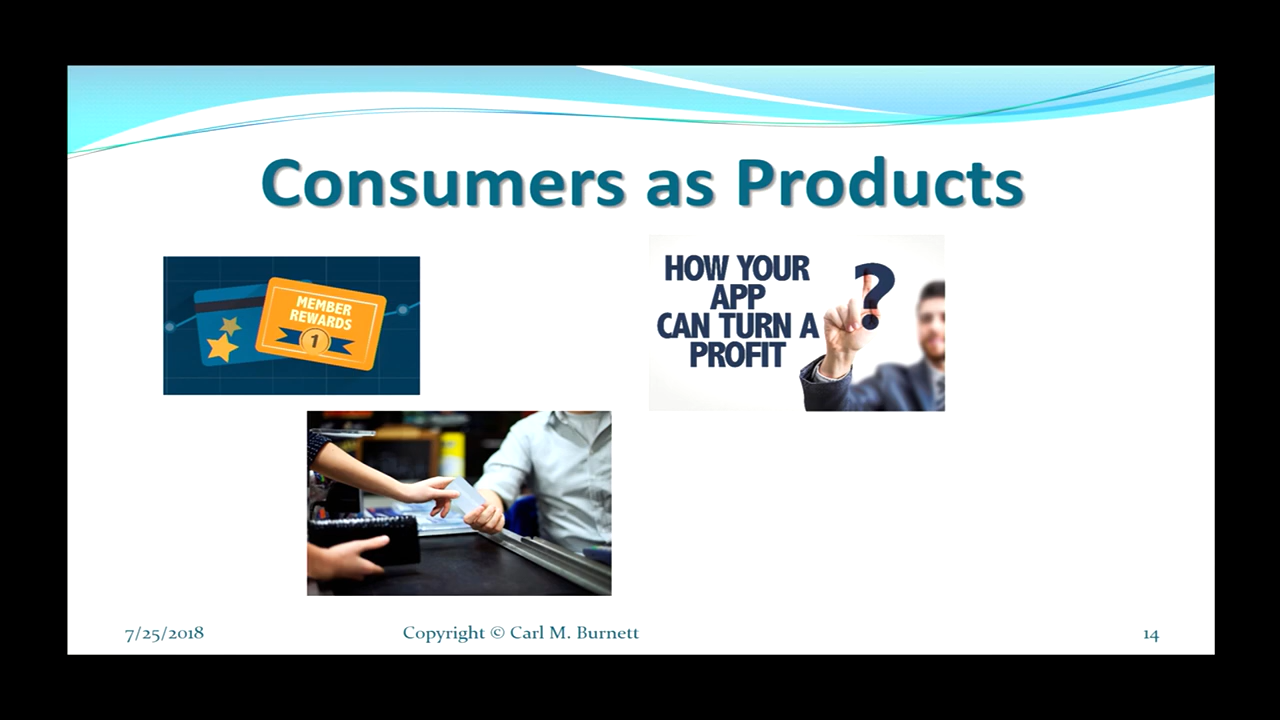 Consumers as Products
MEMBER
REWARDS
1
HOW YOUR
APP
CAN TURN A
PROFIT
?
7/25/2018
Copyright © Carl M. Burnett
14